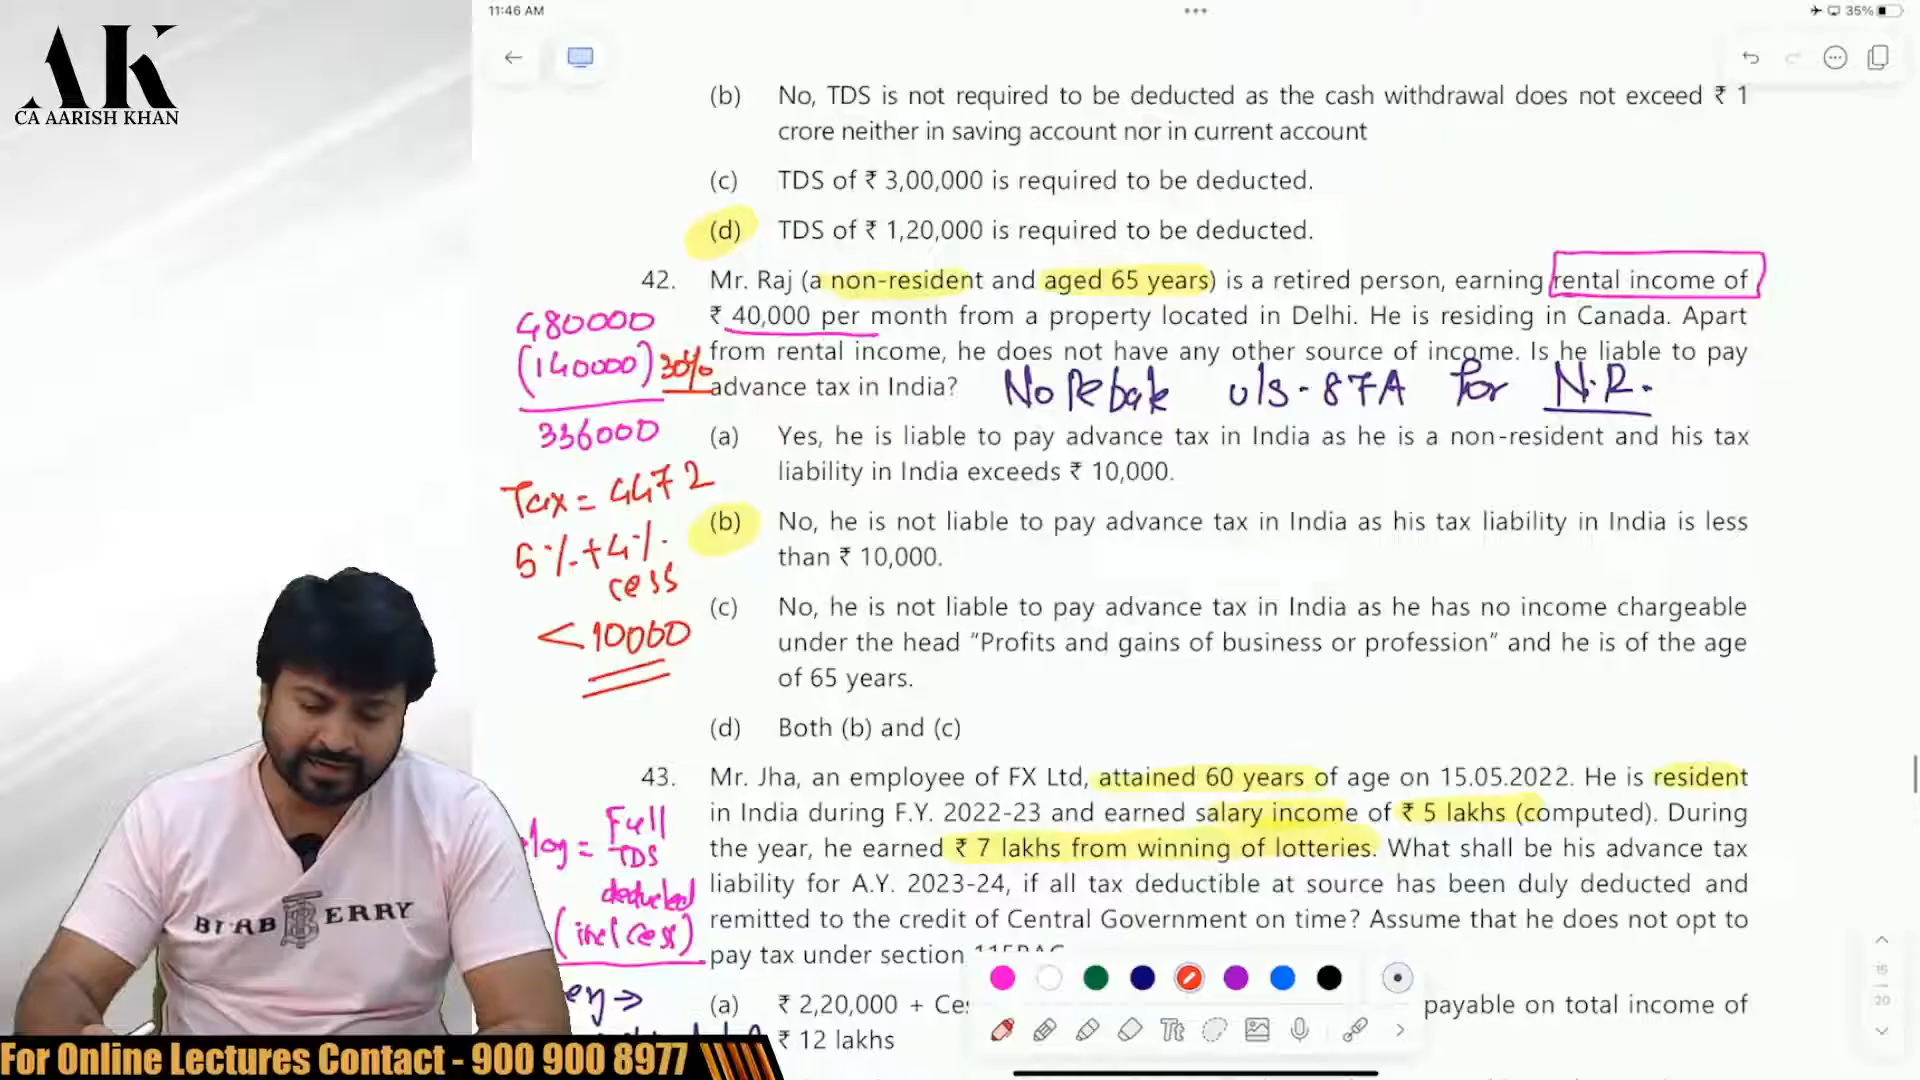 11:46 AM
35%
AK
CA AARISH KHAN
(b) No, TDS is not required to be deducted as the cash withdrawal does not exceed ₹ 1
crore neither in saving account nor in current account
(c) TDS of ₹ 3,00,000 is required to be deducted.
(d) TDS of ₹ 1,20,000 is required to be deducted.
42. Mr. Raj (a non-resident and aged 65 years) is a retired person, earning rental income of
₹ 40,000 per month from a property located in Delhi. He is residing in Canada. Apart
from rental income, he does not have any other source of income. Is he liable to pay
advance tax in India?
No Rebate u/s - 87A for N.R.
480000
(140000) 30%
336000
Tax = 4472
5% + 4%
cess
< 10000
(a) Yes, he is liable to pay advance tax in India as he is a non-resident and his tax
liability in India exceeds ₹ 10,000.
(b) No, he is not liable to pay advance tax in India as his tax liability in India is less
than ₹ 10,000.
(c) No, he is not liable to pay advance tax in India as he has no income chargeable
under the head “Profits and gains of business or profession” and he is of the age
of 65 years.
(d) Both (b) and (c)
43. Mr. Jha, an employee of FX Ltd, attained 60 years of age on 15.05.2022. He is resident
in India during F.Y. 2022-23 and earned salary income of ₹ 5 lakhs (computed). During
the year, he earned ₹ 7 lakhs from winning of lotteries. What shall be his advance tax
liability for A.Y. 2023-24, if all tax deductible at source has been duly deducted and
remitted to the credit of Central Government on time? Assume that he does not opt to
pay tax under section
= Full
TDS
deducted
(incl cess)
(a) ₹ 2,20,000 + payable on total income of
₹ 12 lakhs
16
20
BURBERRY
For Online Lectures Contact - 900 900 8977